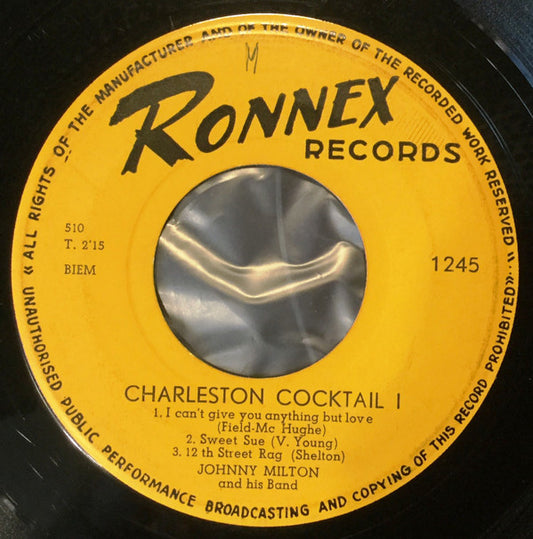 « ALL RIGHTS OF THE MANUFACTURER AND OF THE OWNER OF THE RECORDED WORK RESERVED «
M
RONNEX
RECORDS
510
T. 2'15
BIEM
1245
CHARLESTON COCKTAIL I
1. I can't give you anything but love
(Field-Mc Hughe)
2. Sweet Sue (V. Young)
3. 12 th Street Rag (Shelton)
JOHNNY MILTON
and his Band
UNAUTHORISED PUBLIC PERFORMANCE BROADCASTING AND COPYING OF THIS RECORD PROHIBITED»